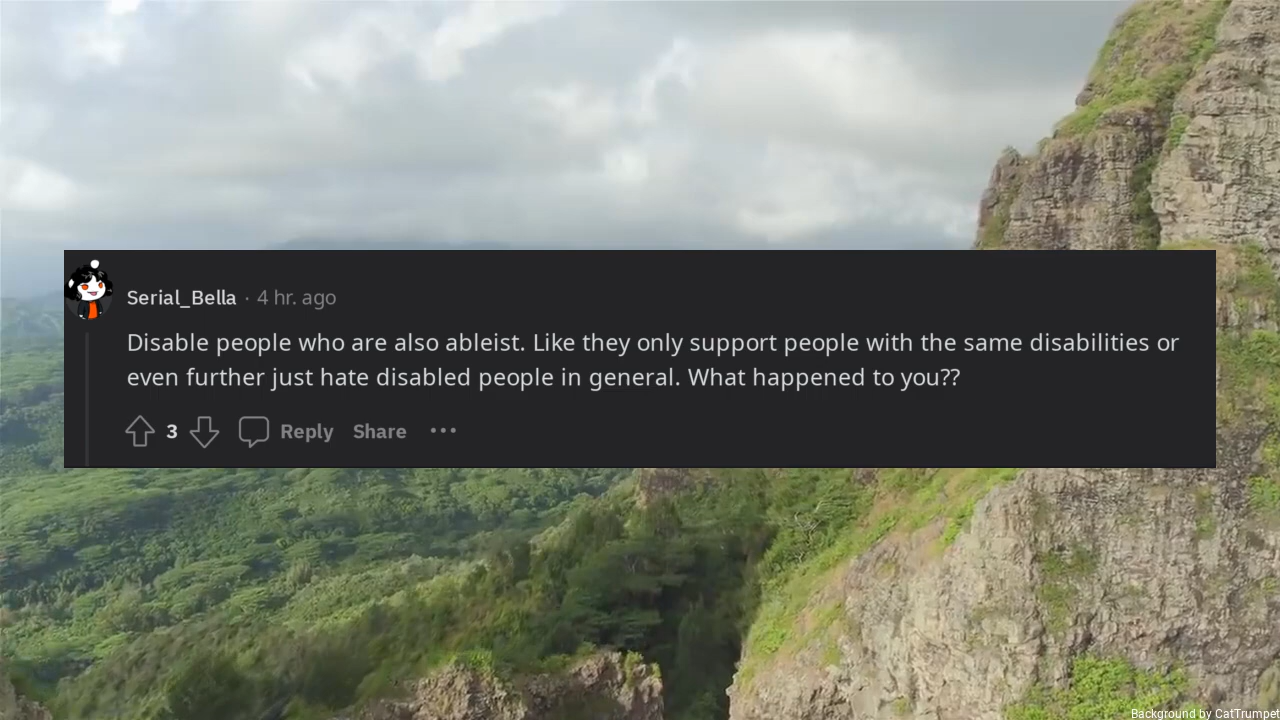 Serial_Bella · 4 hr. ago
Disable people who are also ableist. Like they only support people with the same disabilities or
even further just hate disabled people in general. What happened to you??
3 Reply Share •••
Background by CatTrumpet